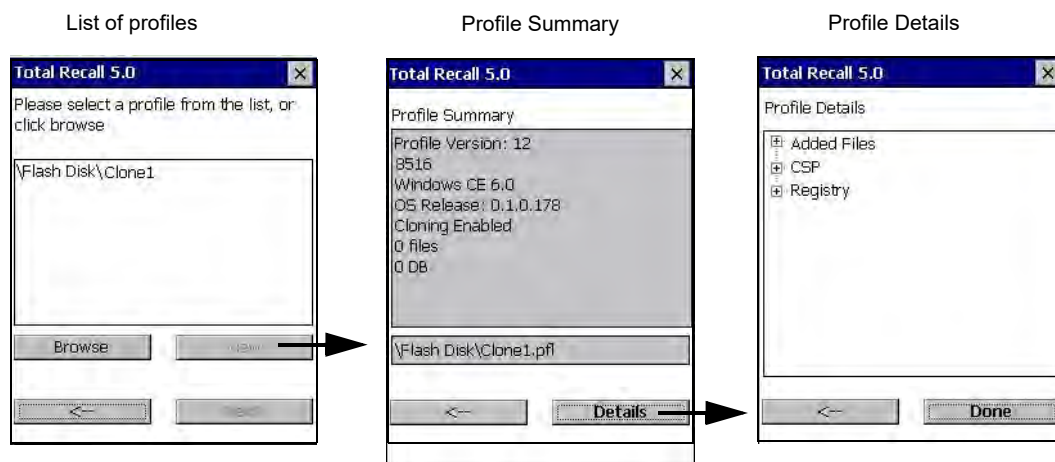 List of profiles
Total Recall 5.0
Please select a profile from the list, or
click browse
\Flash Disk\Clone1
Browse
View
<--
Profile Summary
Total Recall 5.0
Profile Summary
Profile Version: 12
8516
Windows CE 6.0
OS Release: 0.1.0.178
Cloning Enabled
0 files
0 DB
\Flash Disk\Clone1.pfl
<--
Details
Profile Details
Total Recall 5.0
Profile Details
Added Files
CSP
Registry
<--
Done